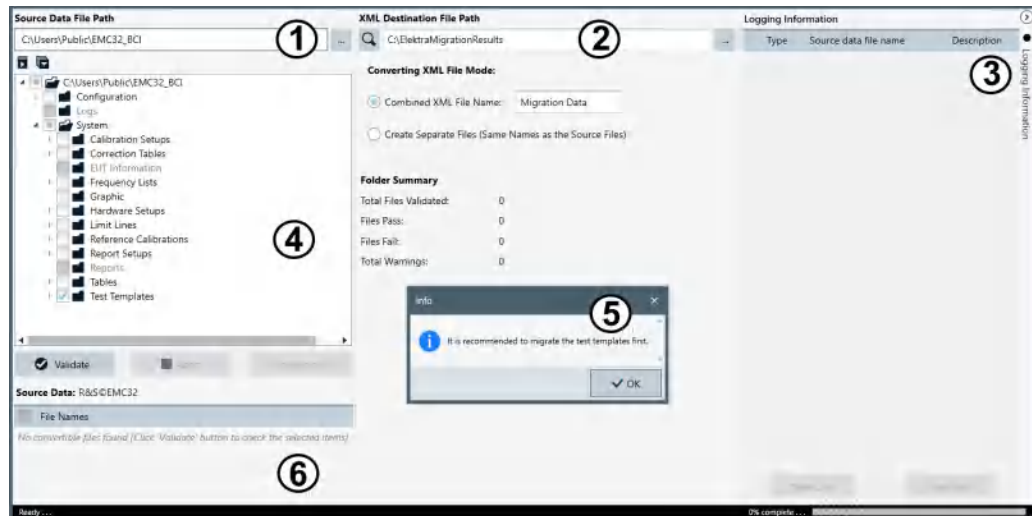 Source Data File Path
C:\Users\Public\EMC32_BCI
...
1
C:\Users\Public\EMC32_BCI
Configuration
Logs
System
Calibration Setups
Correction Tables
EUT Information
Frequency Lists
Graphic
Hardware Setups
Limit Lines
Reference Calibrations
Report Setups
Reports
Tables
Test Templates
4
Validate
Source Data: R&S©EMC32
File Names
No convertible files found (Click 'Validate' button to check the selected items)
6
XML Destination File Path
C:\ElektraMigrationResults
...
2
Converting XML File Mode:
Combined XML File Name: Migration Data
Create Separate Files (Same Names as the Source Files)
Folder Summary
Total Files Validated: 0
Files Pass: 0
Files Fail: 0
Total Warnings: 0
Info
5
It is recommended to migrate the test templates first.
OK
Logging Information
Type Source data file name Description
3
Logging Information
Ready . . .
0% complete . . .